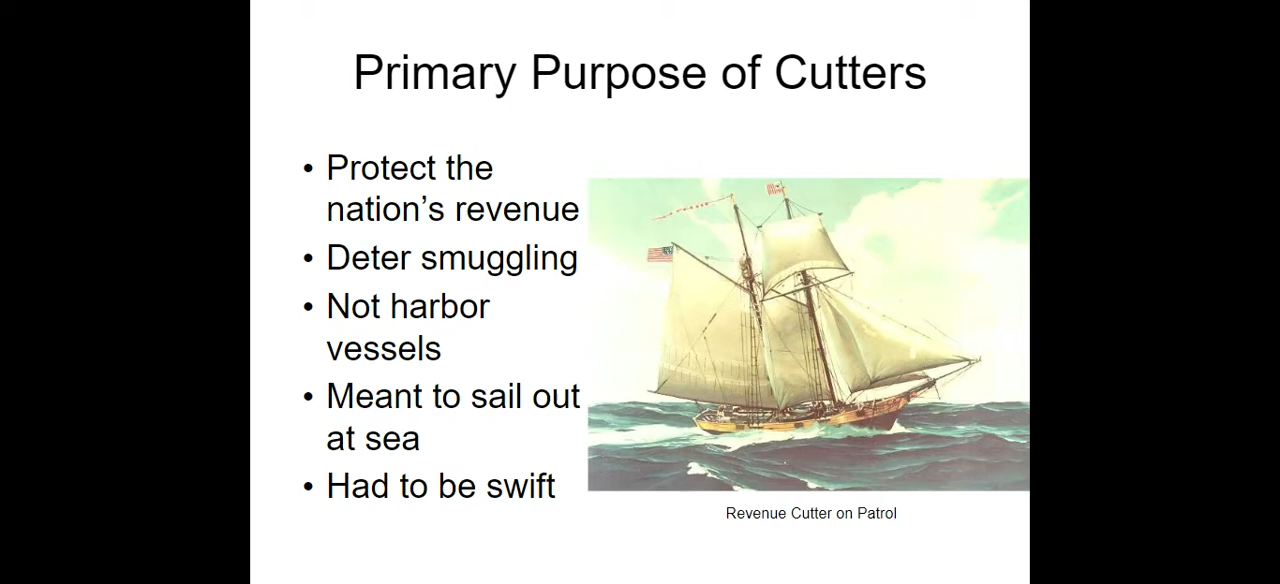 Primary Purpose of Cutters
• Protect the
nation’s revenue
• Deter smuggling
• Not harbor
vessels
• Meant to sail out
at sea
• Had to be swift
Revenue Cutter on Patrol